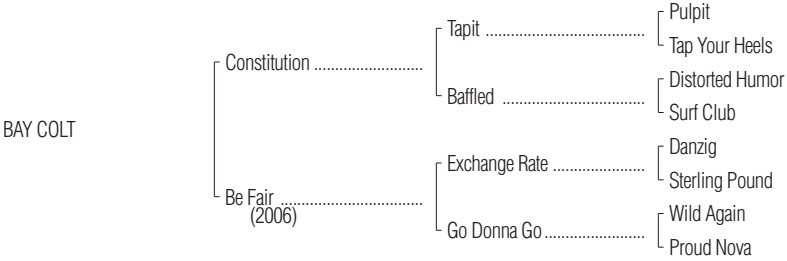 Pulpit
Tapit ........................................
Tap Your Heels
Constitution ...........................
Distorted Humor
Baffled ....................................
Surf Club
BAY COLT
Danzig
Exchange Rate .......................
Sterling Pound
Be Fair ....................................
(2006)
Wild Again
Go Donna Go .........................
Proud Nova